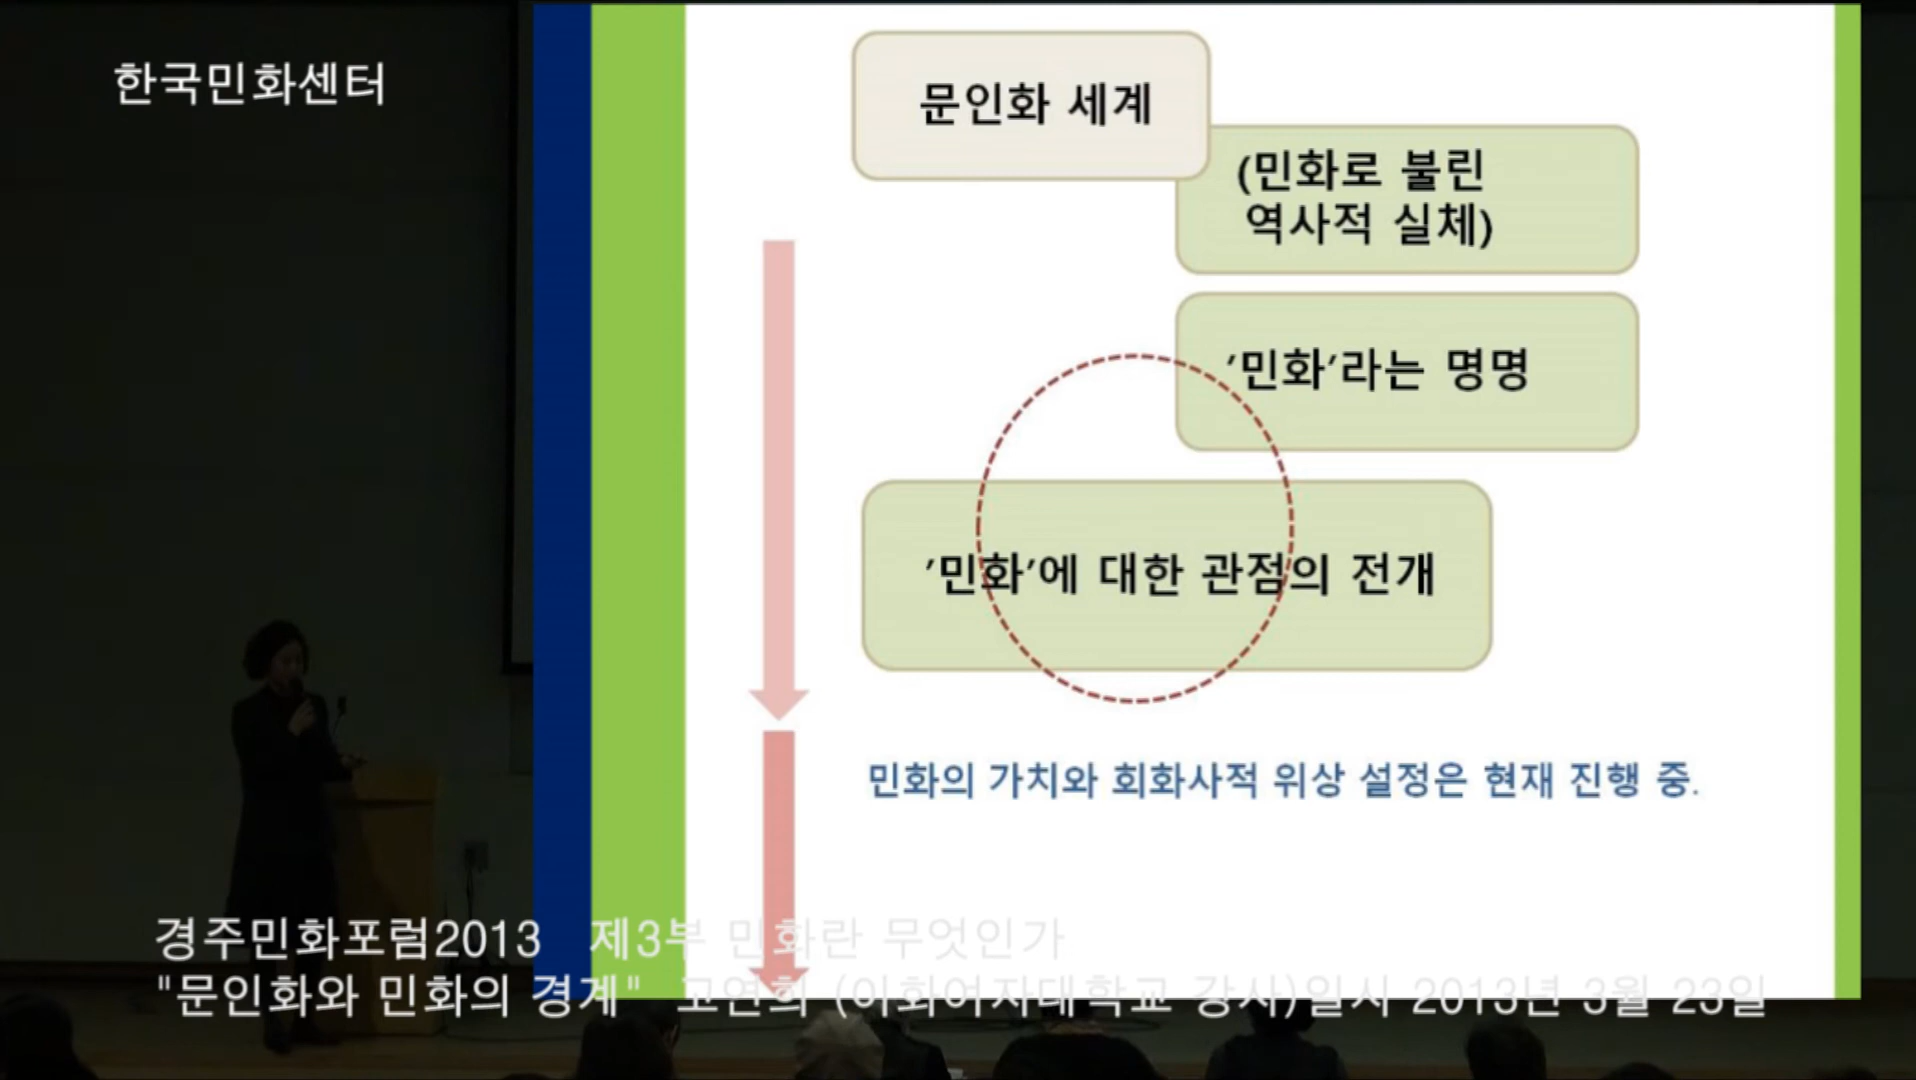 한국민화센터
문인화 세계
(민화로 불린
역사적 실체)
'민화'라는 명명
'민화'에 대한 관점의 전개
민화의 가치와 회화사적 위상 설정은 현재 진행 중.
경주민화포럼2013 제3부 민화란 무엇인가
"문인화와 민화의 경계" 고연희 (이화여자대학교 강사)일시 2013년 3월 23일